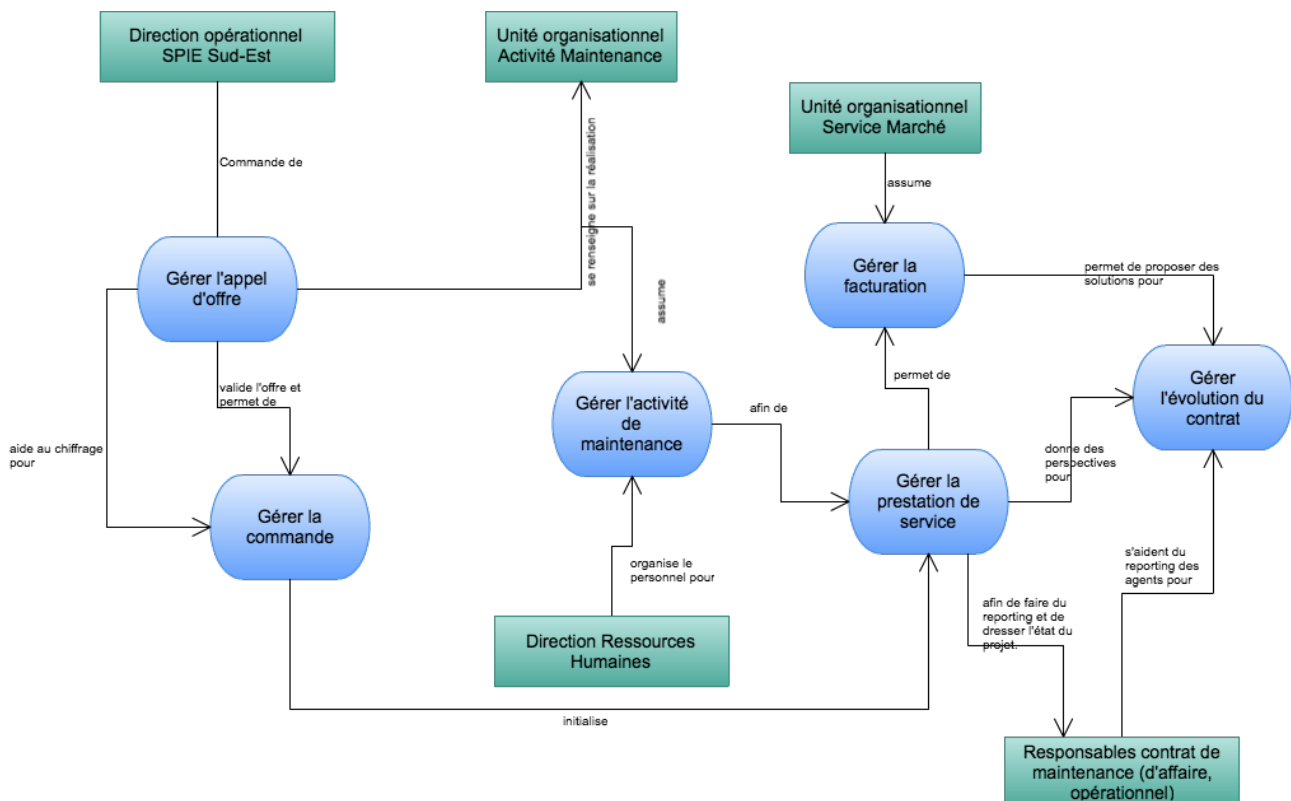 Direction opérationnel
SPIE Sud-Est
Unité organisationnel
Activité Maintenance
Unité organisationnel
Service Marché
Commande de
se renseigne sur la réalisation
assume
assume
Gérer l'appel
d'offre
Gérer la
facturation
permet de proposer des
solutions pour
valide l'offre et
permet de
Gérer l'activité
de
maintenance
permet de
Gérer
l'évolution du
contrat
aide au chiffrage
pour
afin de
donne des
perspectives
pour
Gérer la
commande
Gérer la
prestation de
service
organise le
personnel pour
s'aident du
reporting des
agents pour
afin de faire du
reporting et de
dresser l'état du
projet.
Direction Ressources
Humaines
initialise
Responsables contrat de
maintenance (d'affaire,
opérationnel)